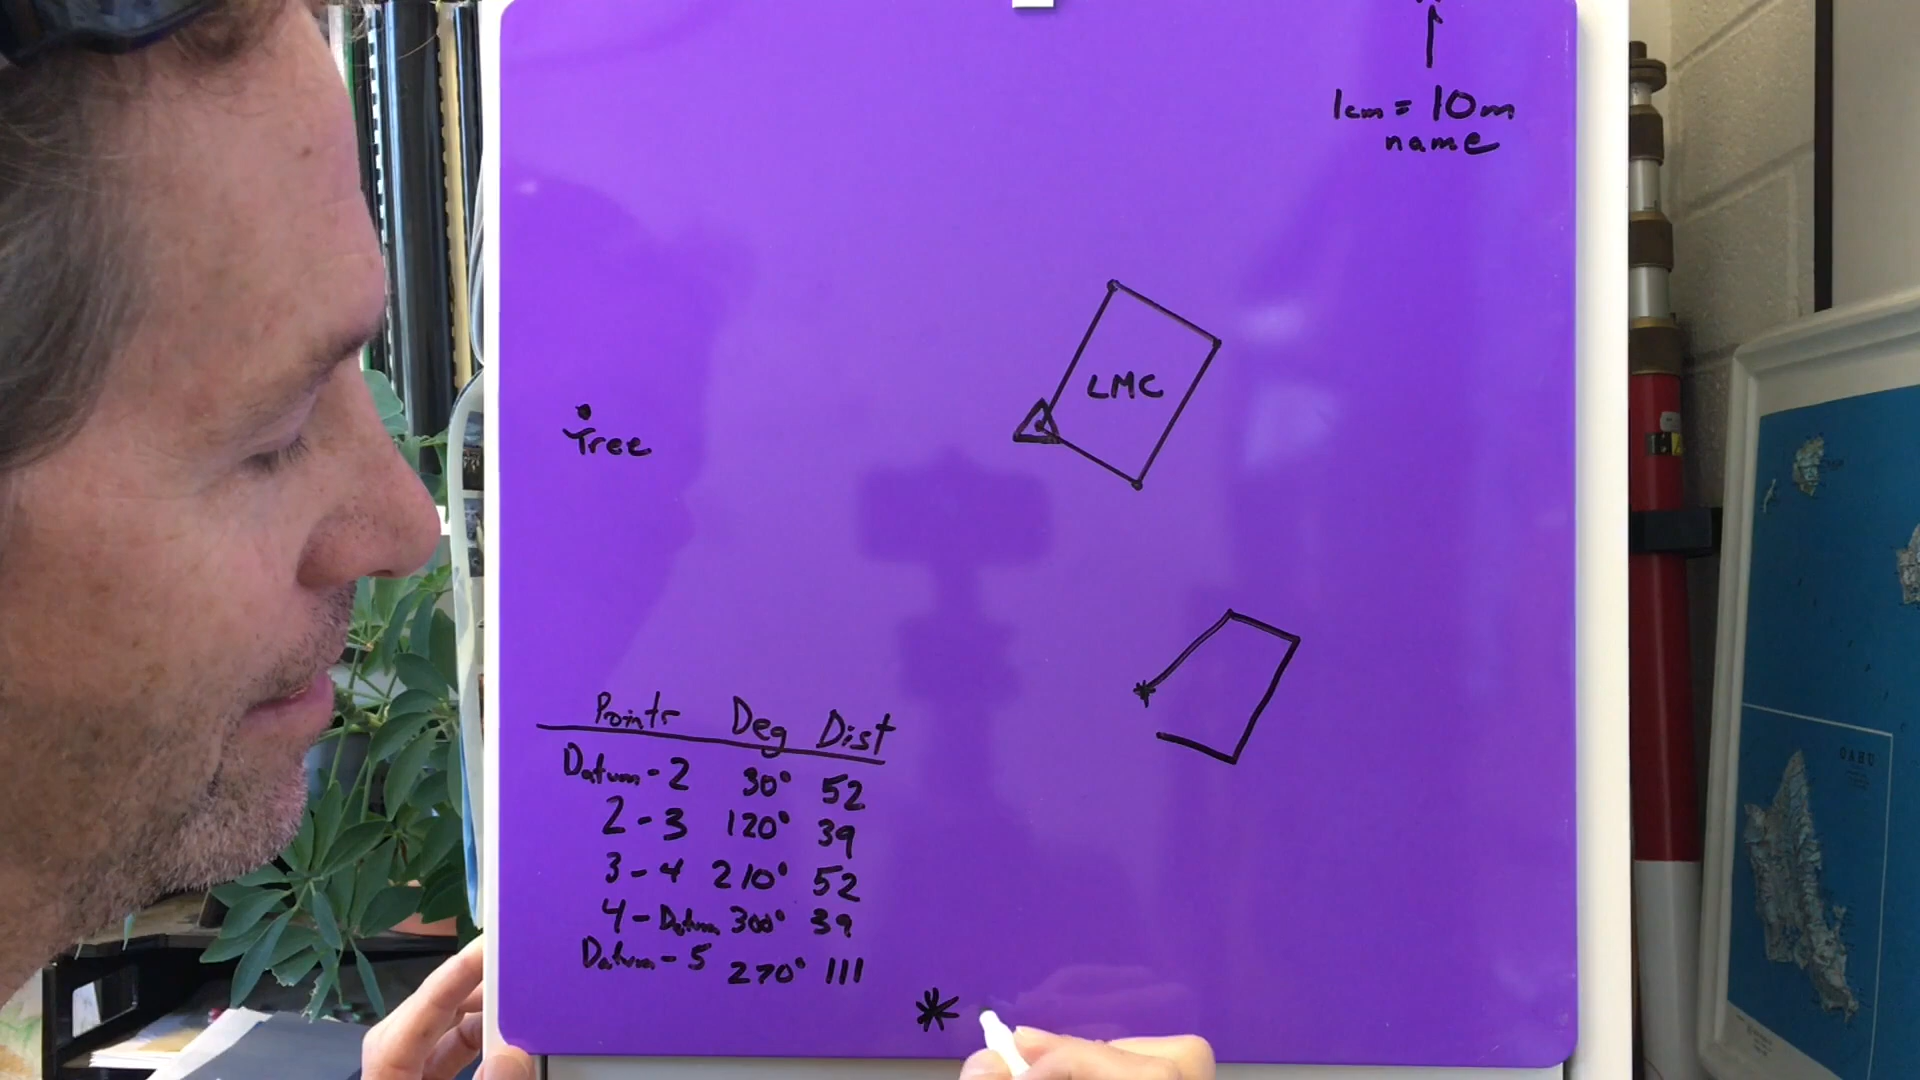 1cm = 10m
name
LMC
Tree
Points Deg Dist
Datum - 2 30° 52
2 - 3 120° 39
3 - 4 210° 52
4 - Datum 300° 39
Datum - 5 270° 111
*
OAHU